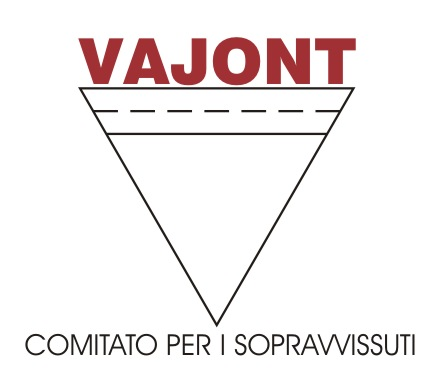 VAJONT
COMITATO PER I SOPRAVVISSUTI